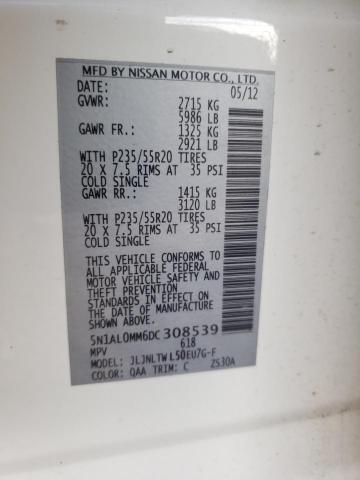 MFD BY NISSAN MOTOR CO., LTD.
DATE: 05/12
GVWR: 2715 KG
5986 LB
GAWR FR.: 1325 KG
2921 LB
WITH P235/55R20 TIRES
20 X 7.5 RIMS AT 35 PSI
COLD SINGLE
GAWR RR.: 1415 KG
3120 LB
WITH P235/55R20 TIRES
20 X 7.5 RIMS AT 35 PSI
COLD SINGLE
THIS VEHICLE CONFORMS TO
ALL APPLICABLE FEDERAL
MOTOR VEHICLE SAFETY AND
THEFT PREVENTION
STANDARDS IN EFFECT ON
THE DATE OF MANUFACTURE
SHOWN ABOVE.
5N1AL0MM6DC308539
MPV 618
MODEL: JLJNLTWL50EU7G-F
COLOR: QAA TRIM: C ZS30A